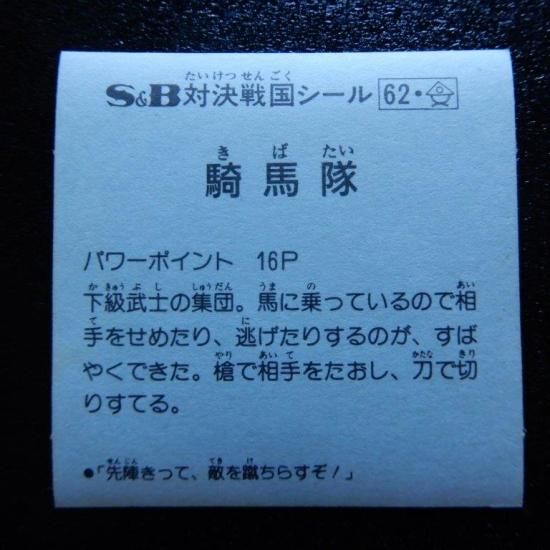 たいけつせんごく
S&B対決戦国シール 62・
きばたい
騎馬隊
パワーポイント 16P
かきゅうぶし しゅうだん うま の あい
下級武士の集団。馬に乗っているので相
て に
手をせめたり、逃げたりするのが、すば
やり あいて かたな きり
やくできた。槍で相手をたおし、刀で切
りすてる。
せんじん てき け
●「先陣きって、敵を蹴ちらすぞ！」